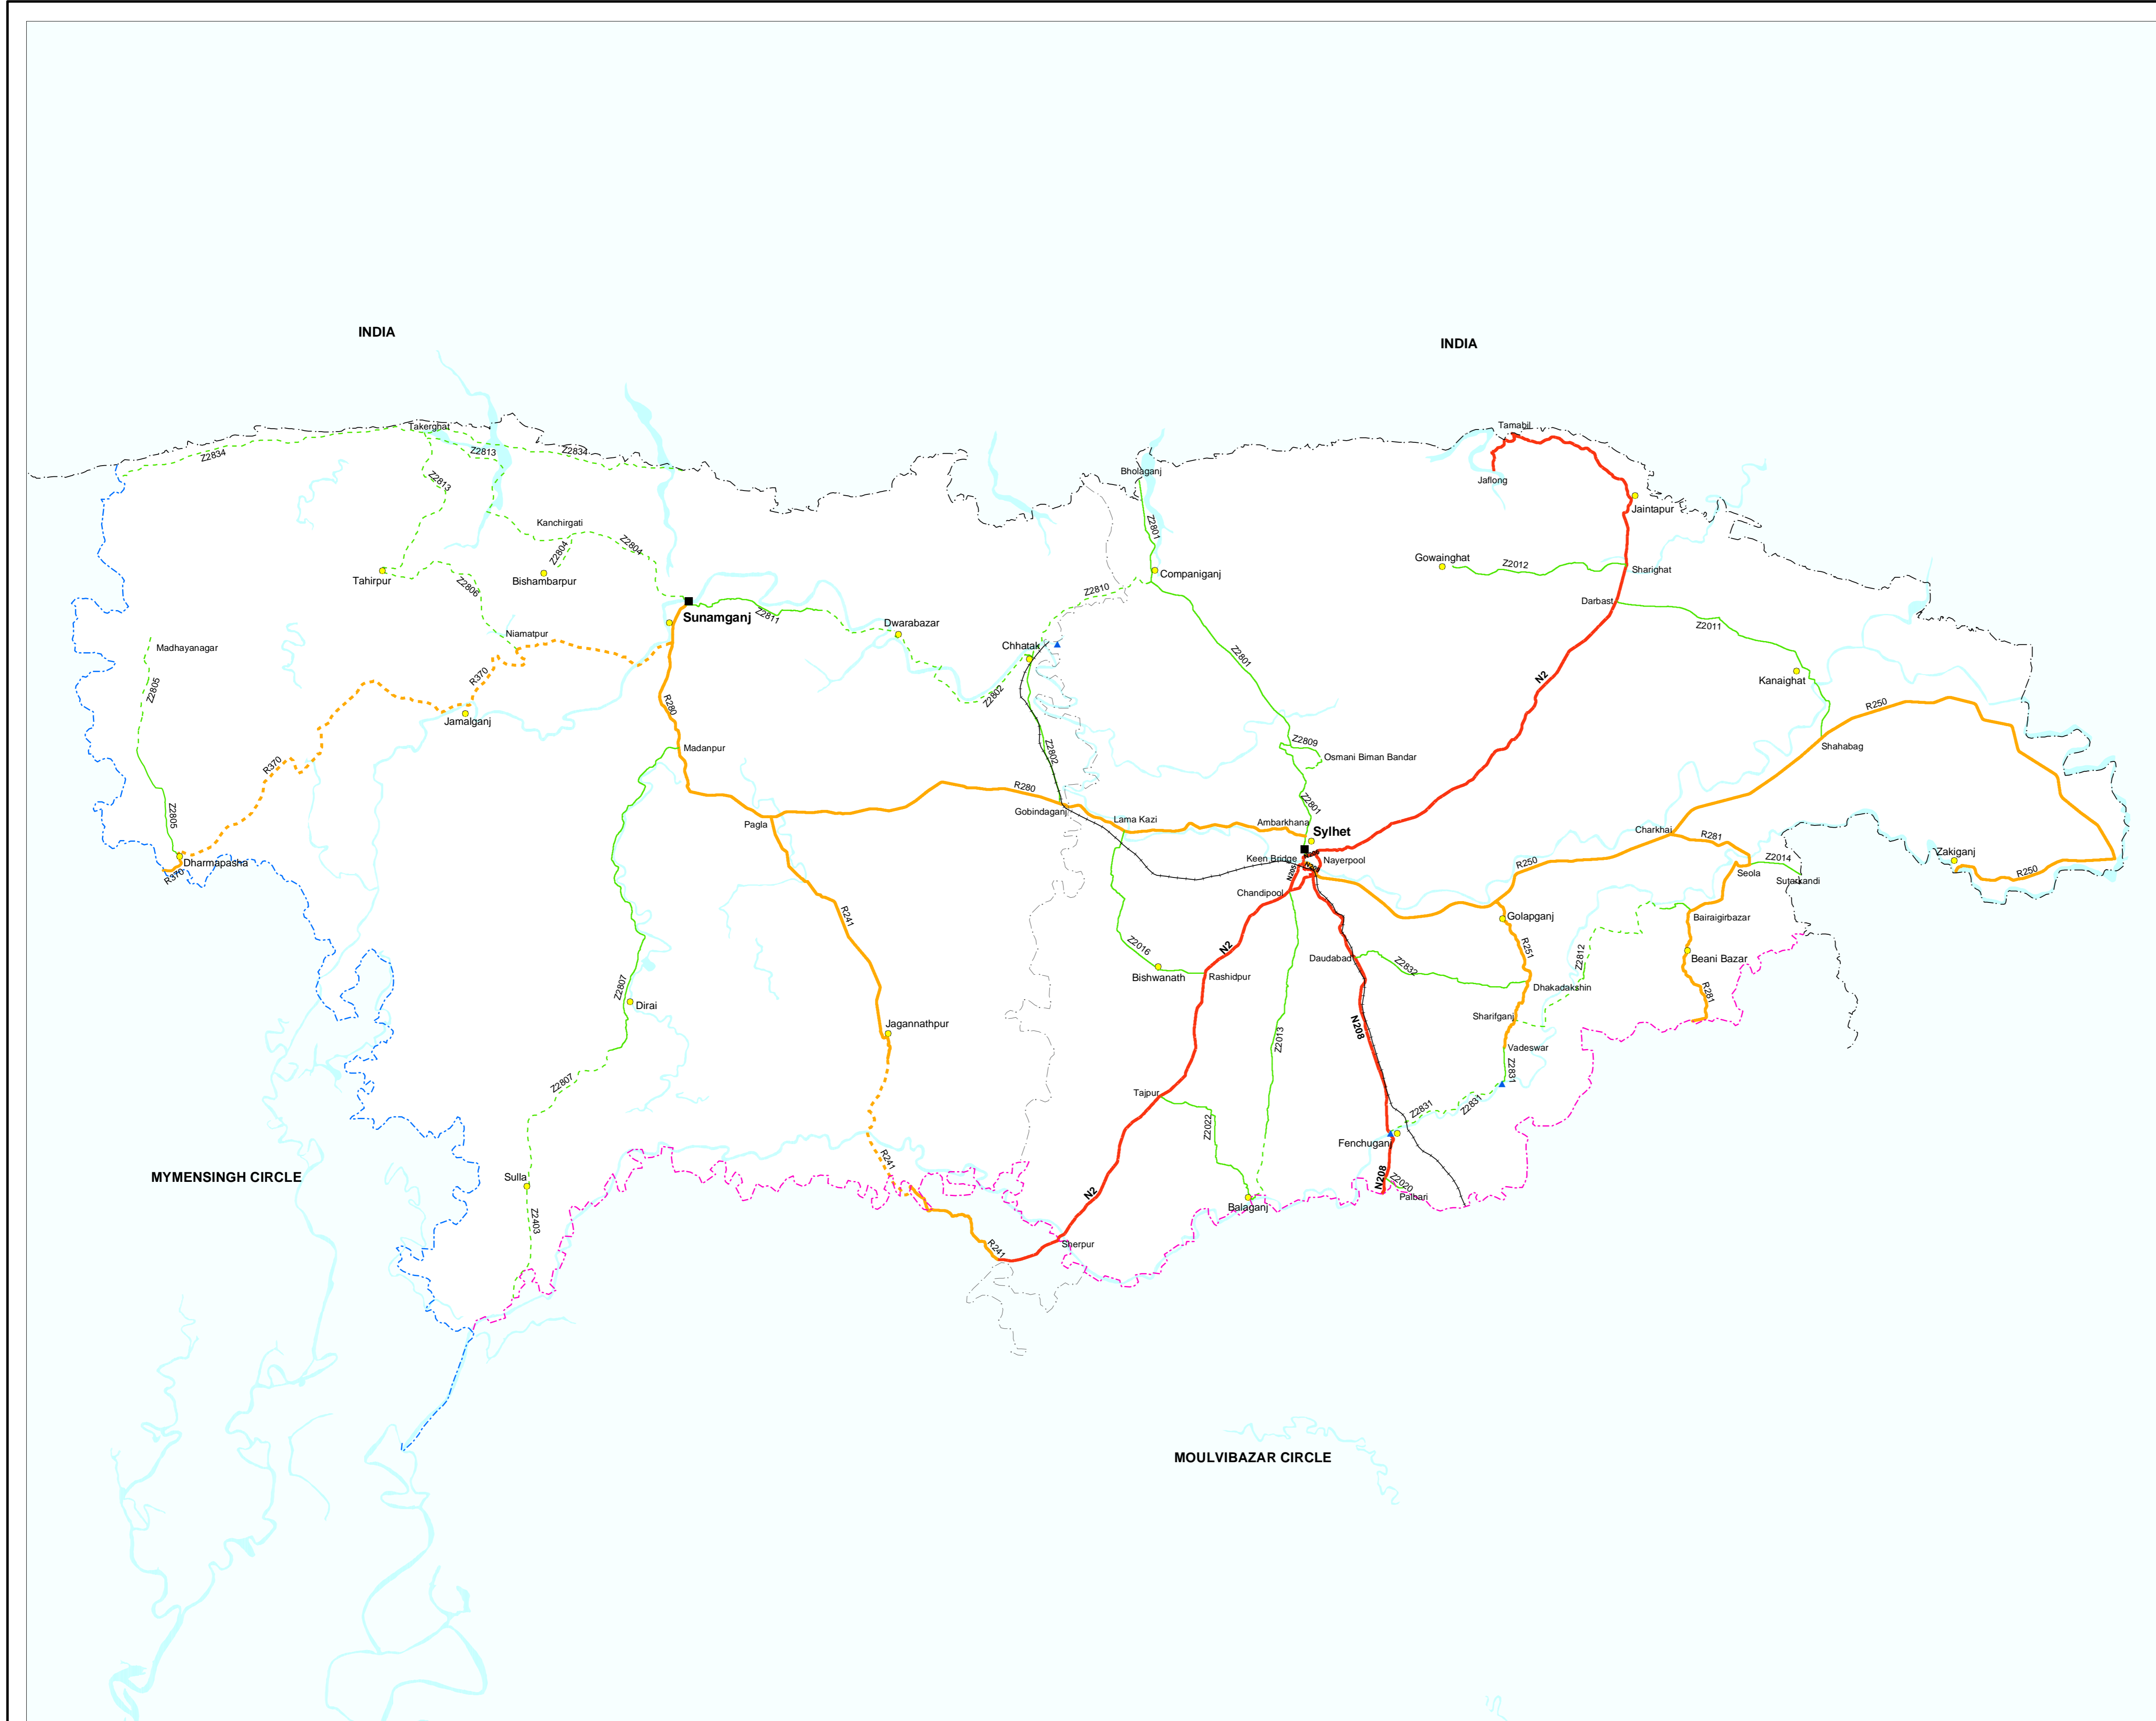 INDIA
INDIA
Takerghat
Z2834
Z2813
Z2834
Z2813
Tamabil
Bholaganj
Jaflong
Jaintapur
Kanchirgati
Z2804
Z2804
Z2801
Tahirpur
Z2806
Bishambarpur
Companiganj
Z2810
Gowainghat
Z2012
Sharighat
Darbast
Sunamganj
Z2811
Dwarabazar
Z2011
Niamatpur
Madhayanagar
Chhatak
Z2801
Kanaighat
N2
Z2805
R370
Jamalganj
R280
Z2802
R250
Madanpur
Z2802
Z2809
Osmani Biman Bandar
Shahabag
R370
R280
Z2805
Gobindaganj
Lama Kazi
Ambarkhana
Z2801
Pagla
Sylhet
Charkhai
R281
Dharmapasha
R370
Keen Bridge
Nayerpool
N205
Chandipool
R250
Z2014
Seola
Sutarkandi
Zakiganj
R250
R241
Golapganj
Bairaigirbazar
Z2016
N2
R251
Z2812
Beani Bazar
Daudabad
Z2832
Bishwanath
Rashidpur
Z2807
Dirai
Dhakadakshin
R281
Jagannathpur
N208
Sharifganj
Z2013
Vadeswar
Z2831
Z2807
Tajpur
Z2831
Z2831
Z2022
Fenchuganj
R241
MYMENSINGH CIRCLE
Sulla
N2
N208
Z2020
Palbari
Z2403
Balaganj
Sherpur
R241
MOULVIBAZAR CIRCLE